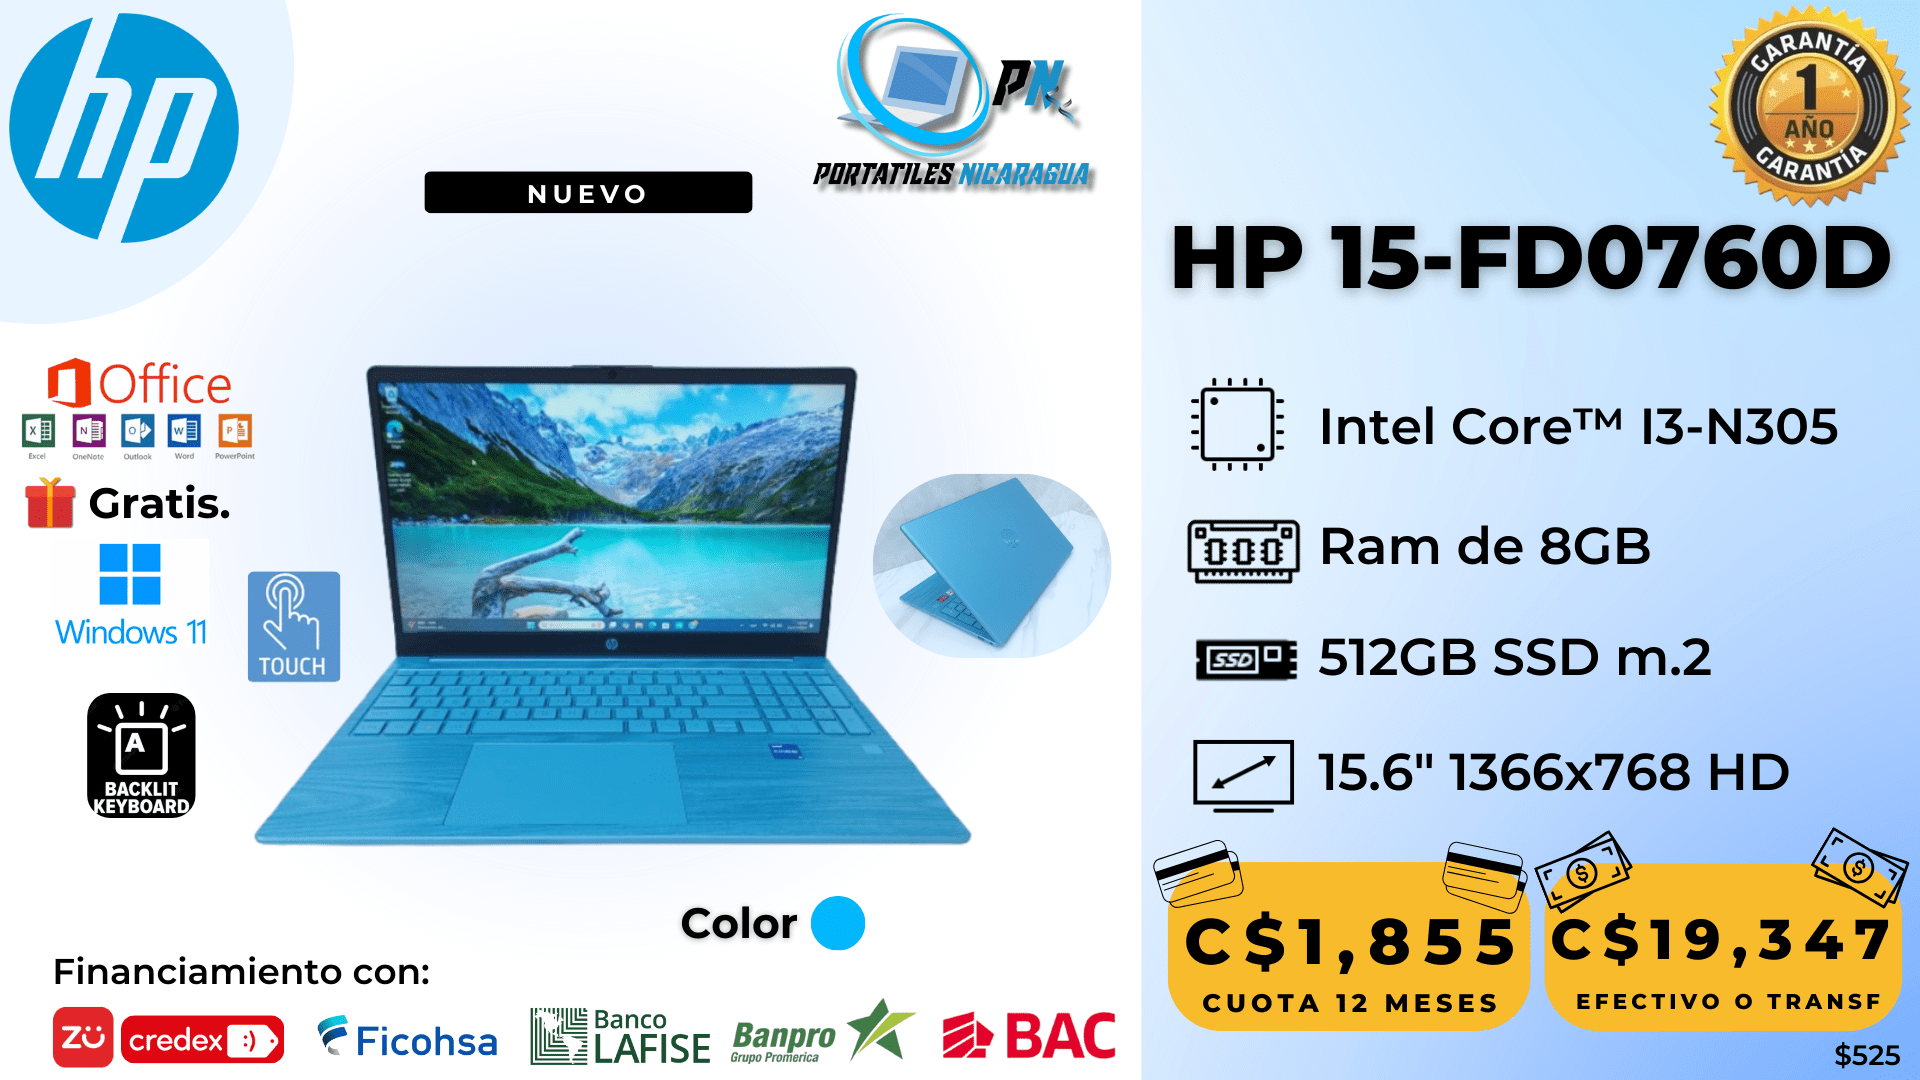 hp
PN
PORTATILES NICARAGUA
NUEVO
GARANTÍA
1
AÑO
GARANTÍA
HP 15-FD0760D
Office
Excel OneNote Outlook Word PowerPoint
Gratis.
Windows 11
TOUCH
A
BACKLIT
KEYBOARD
Intel Core™ I3-N305
Ram de 8GB
SSD
512GB SSD m.2
15.6" 1366x768 HD
C$1,855
CUOTA 12 MESES
C$19,347
EFECTIVO O TRANSF
$525
Color
Financiamiento con:
zü
credex :)
Ficohsa
Banco
LAFISE
Banpro
Grupo Promerica
BAC